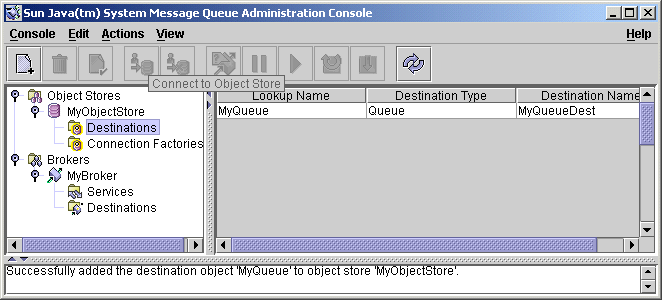 Sun Java(tm) System Message Queue Administration Console
Console Edit Actions View Help
Connect to Object Store
Object Stores
MyObjectStore
Destinations
Connection Factories
Brokers
MyBroker
Services
Destinations
Lookup Name Destination Type Destination Name
MyQueue Queue MyQueueDest
Successfully added the destination object 'MyQueue' to object store 'MyObjectStore'.